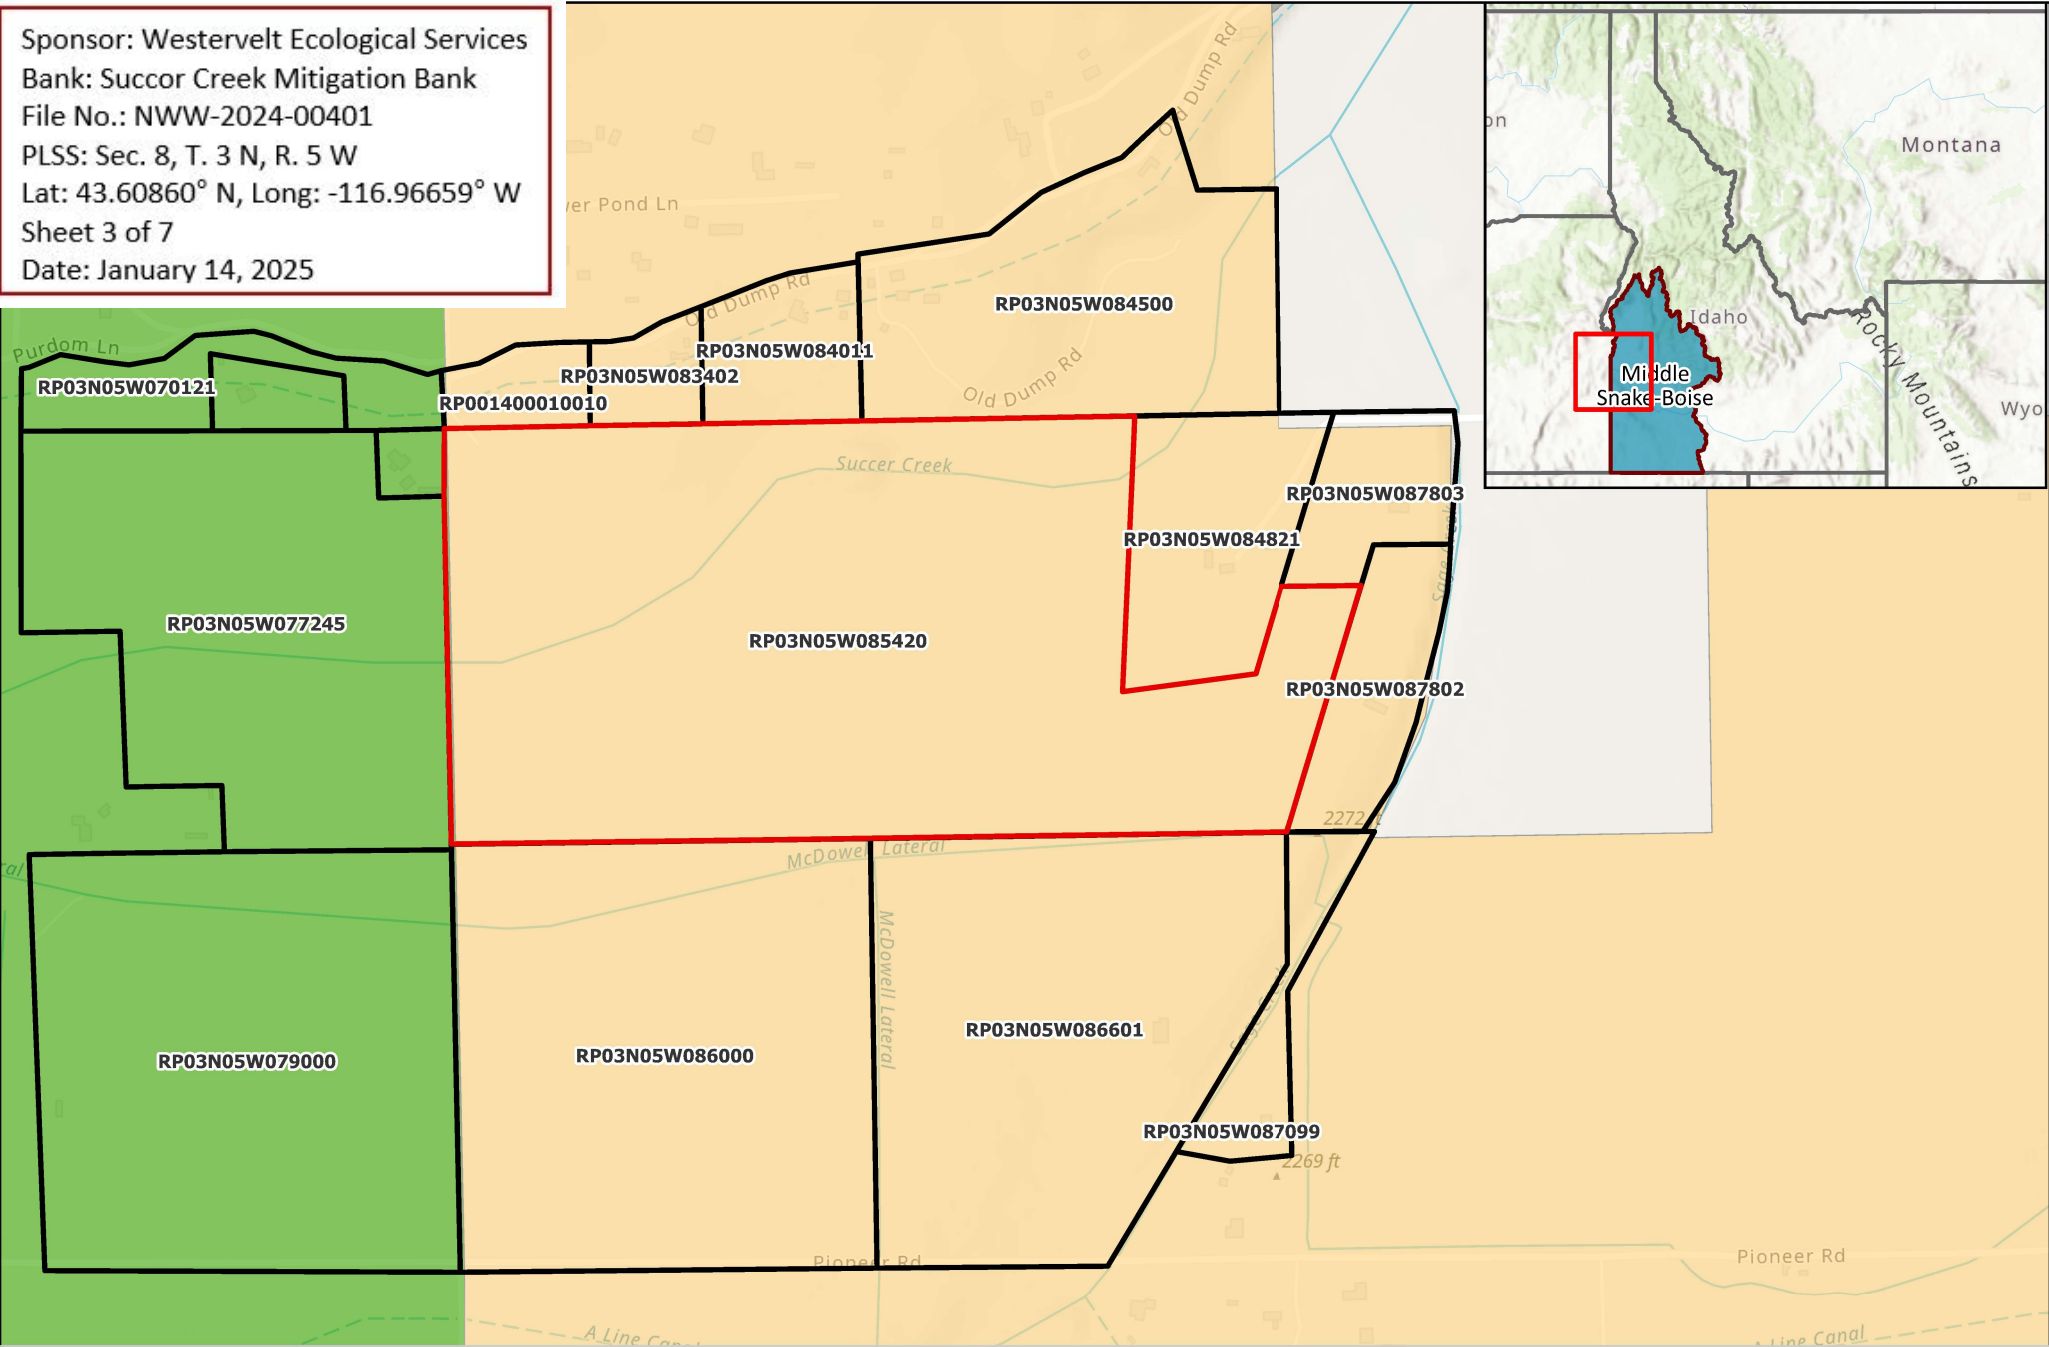 Sponsor: Westervelt Ecological Services
Bank: Succor Creek Mitigation Bank
File No.: NWW-2024-00401
PLSS: Sec. 8, T. 3 N, R. 5 W
Lat: 43.60860° N, Long: -116.96659° W
Sheet 3 of 7
Date: January 14, 2025
Old Dump Rd
Montana
Pond Ln
Old Dump Rd
RP03N05W084500
Idaho
Rocky Mountains
Middle
Snake-Boise
Wyo
Purdom Ln
RP03N05W084011
RP03N05W083402
RP03N05W070121
RP001400010010
Old Dump Rd
Succer Creek
RP03N05W087803
RP03N05W084821
RP03N05W077245
RP03N05W085420
RP03N05W087802
2272 ft
McDowell Lateral
McDowell Lateral
RP03N05W086601
RP03N05W086000
RP03N05W079000
RP03N05W087099
2269 ft
Pioneer Rd
Pioneer Rd
A Line Canal
A Line Canal